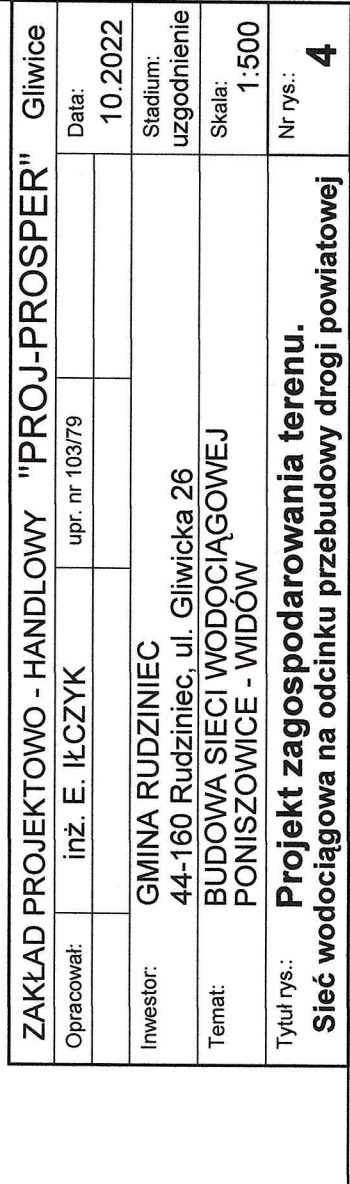 ZAKŁAD PROJEKTOWO - HANDLOWY "PROJ-PROSPER" Gliwice
Opracował: inż. E. IŁCZYK upr. nr 103/79 Data:
10.2022
Inwestor: GMINA RUDZINIEC
44-160 Rudziniec, ul. Gliwicka 26
Stadium:
uzgodnienie
Temat: BUDOWA SIECI WODOCIĄGOWEJ
PONISZOWICE - WIDÓW
Skala:
1:500
Tytuł rys.: Projekt zagospodarowania terenu.
Sieć wodociągowa na odcinku przebudowy drogi powiatowej
Nr rys.:
4